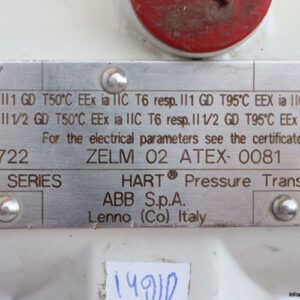 II1 GD T50°C EEx ia IIC T6 resp. II1 GD T95°C EEX ia IIC
II1/2 GD T50°C EEx ia IIC T6 resp. II1/2 GD T95°C EEx
For the electrical parameters see the certificate
722 ZELM 02 ATEX 0081
SERIES HART® Pressure Trans
ABB S.p.A.
Lenno (Co) Italy
14910